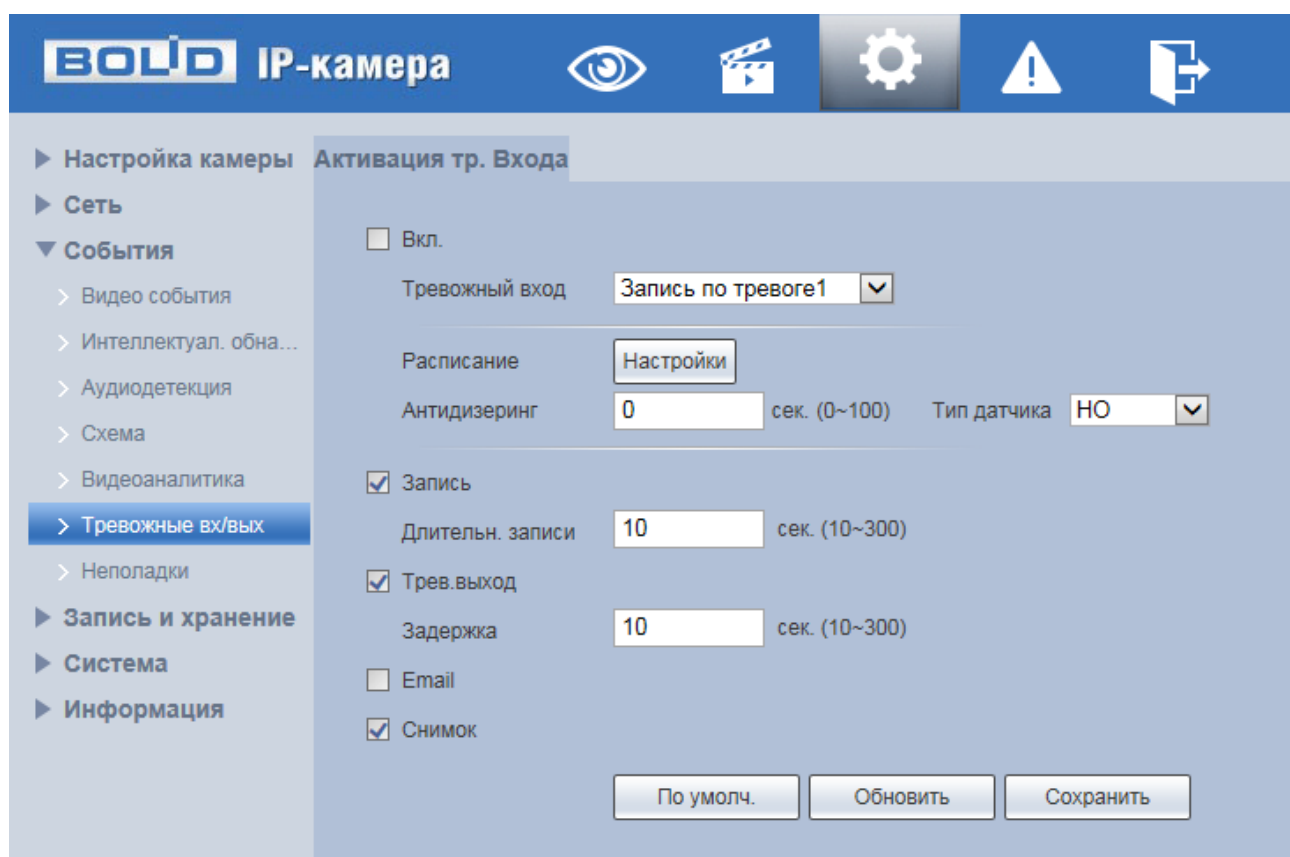 BOLID IP-камера
Настройка камеры
Сеть
События
Видео события
Интеллектуал. обна...
Аудиодетекция
Схема
Видеоаналитика
Тревожные вх/вых
Неполадки
Запись и хранение
Система
Информация
Активация тр. Входа
Вкл.
Тревожный вход Запись по тревоге1
Расписание Настройки
Антидизеринг 0 сек. (0~100) Тип датчика НО
Запись
Длительн. записи 10 сек. (10~300)
Трев.выход
Задержка 10 сек. (10~300)
Email
Снимок
По умолч. Обновить Сохранить